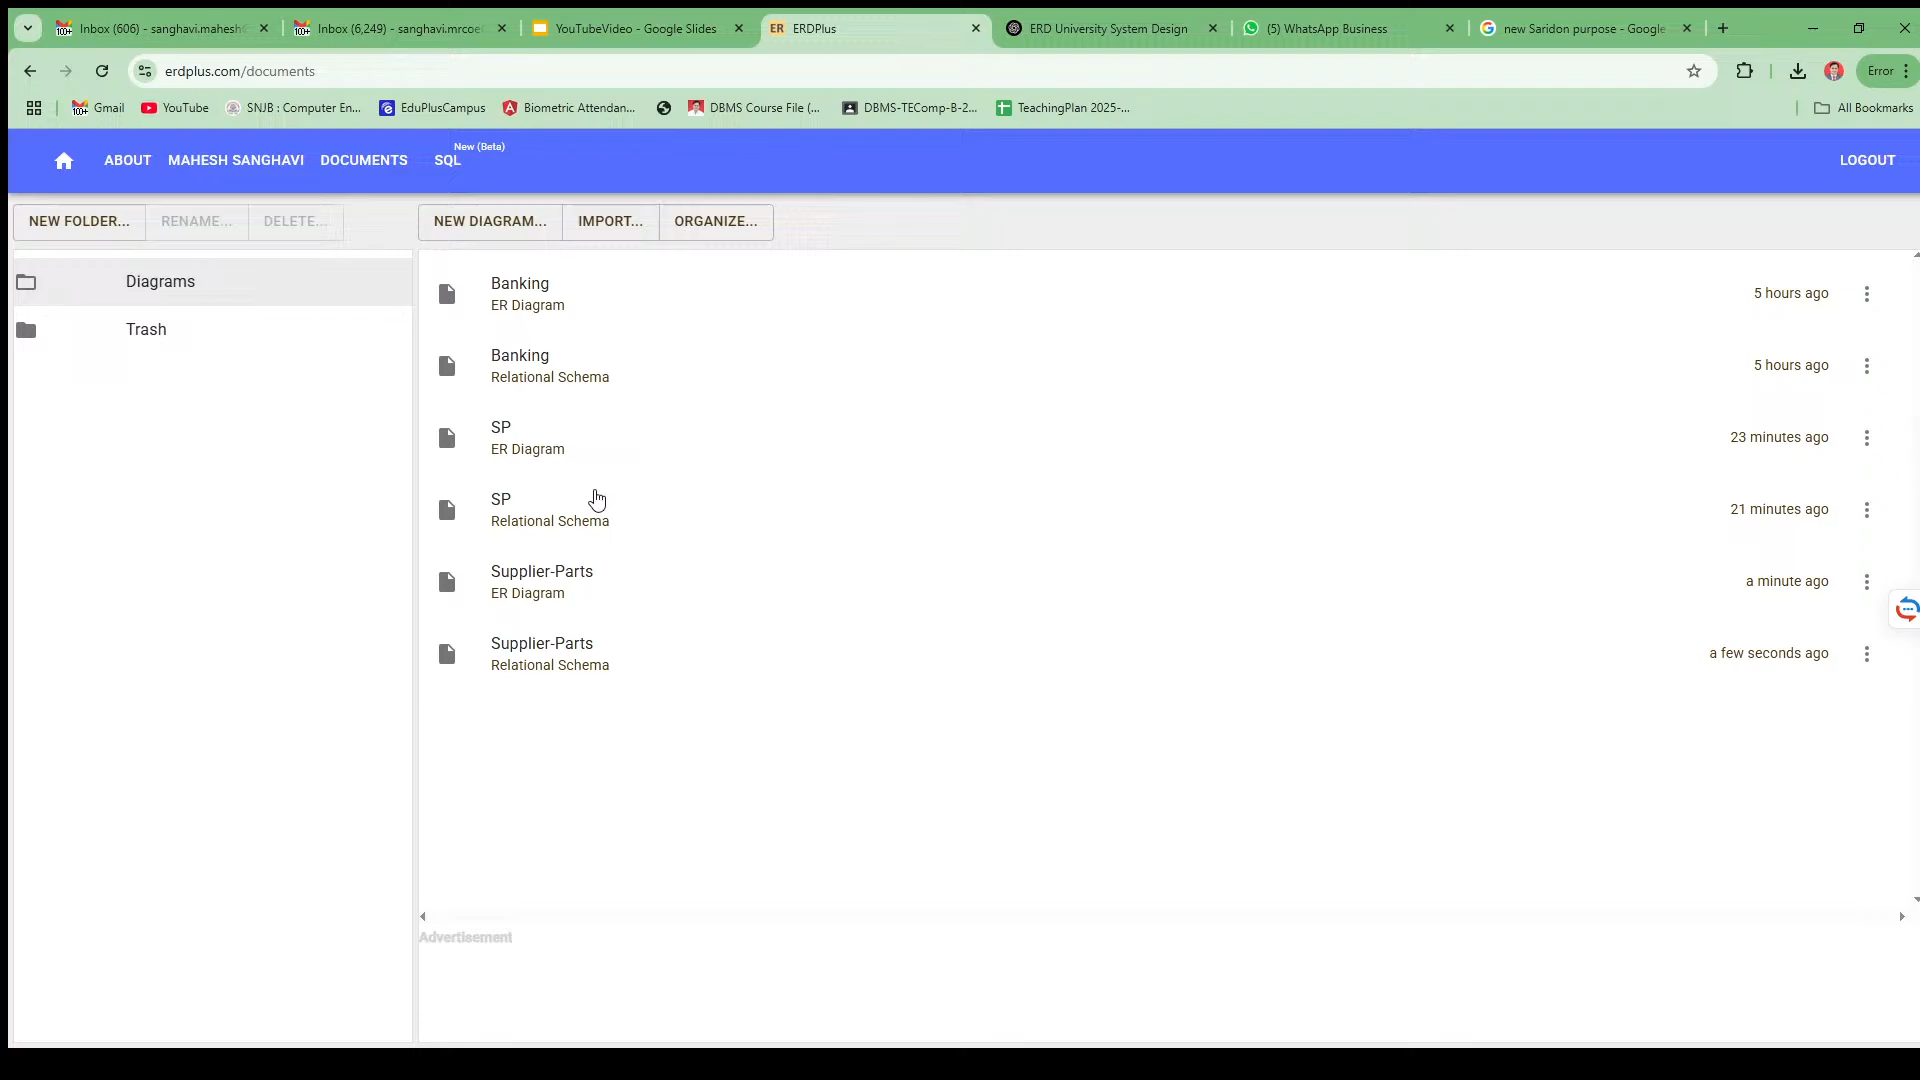 Inbox (606) - sanghavi.mahesh
Inbox (6,249) - sanghavi.mrcoe
YouTubeVideo - Google Slides
ER ERDPlus
ERD University System Design
(5) WhatsApp Business
new Saridon purpose - Google
erdplus.com/documents
Error
100+ Gmail
YouTube
SNJB : Computer En...
EduPlusCampus
Biometric Attendan...
DBMS Course File (...
DBMS-TEComp-B-2...
TeachingPlan 2025-...
All Bookmarks
ABOUT
MAHESH SANGHAVI
DOCUMENTS
SQL
New (Beta)
LOGOUT
NEW FOLDER...
RENAME...
DELETE...
NEW DIAGRAM...
IMPORT...
ORGANIZE...
Diagrams
Trash
Banking
ER Diagram
5 hours ago
Banking
Relational Schema
5 hours ago
SP
ER Diagram
23 minutes ago
SP
Relational Schema
21 minutes ago
Supplier-Parts
ER Diagram
a minute ago
Supplier-Parts
Relational Schema
a few seconds ago
Advertisement